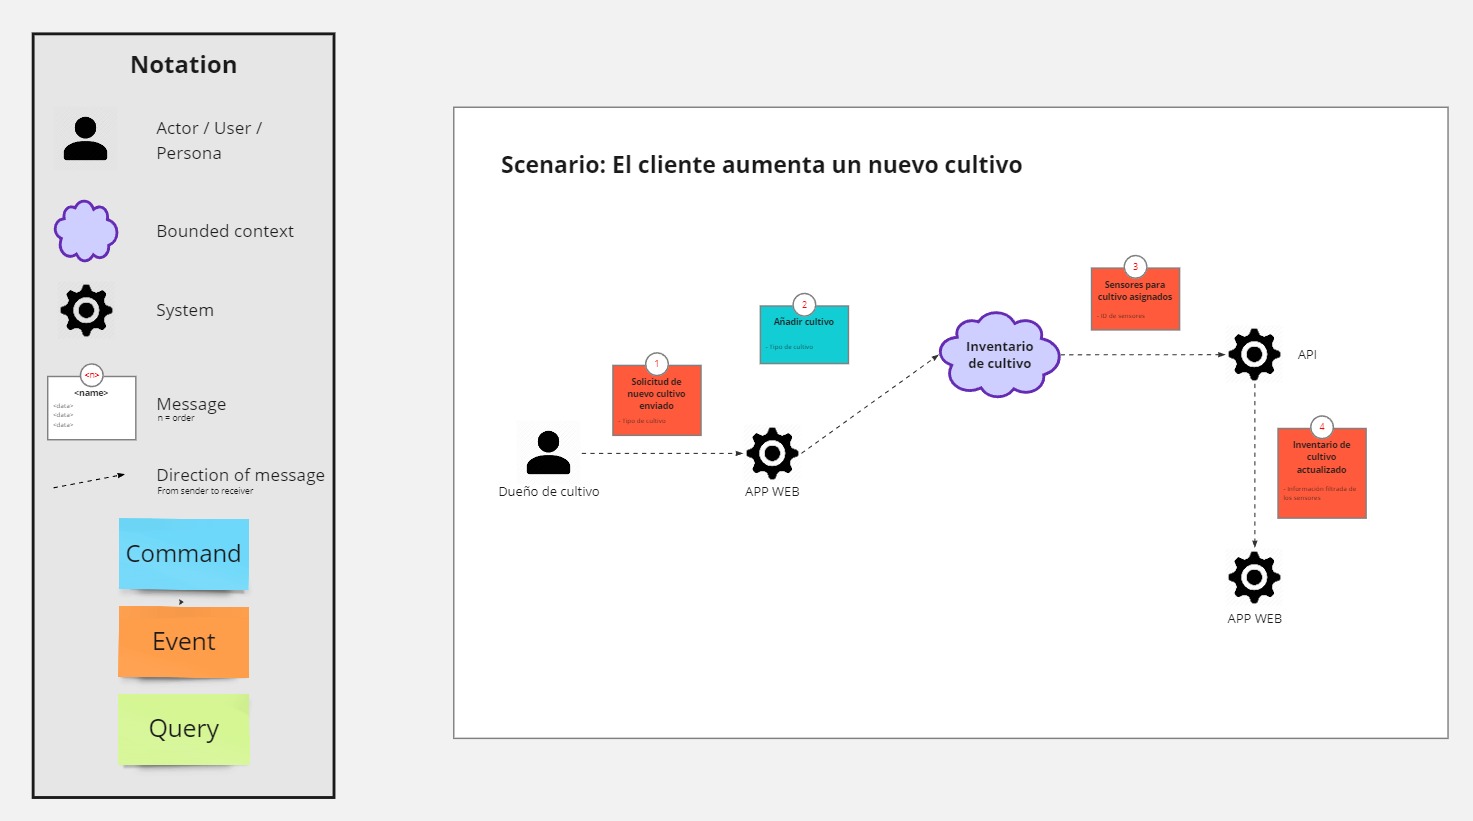 Notation
Actor / User /
Persona
Bounded context
System
<n>
<name>
<data>
<data>
<data>
Message
n = order
Direction of message
From sender to receiver
Command
Event
Query
Scenario: El cliente aumenta un nuevo cultivo
1
Solicitud de
nuevo cultivo
enviado
- Tipo de cultivo
Dueño de cultivo
APP WEB
2
Añadir cultivo
- Tipo de cultivo
Inventario
de cultivo
3
Sensores para
cultivo asignados
- ID de sensores
API
4
Inventario de
cultivo
actualizado
- Información filtrada de
los sensores
APP WEB